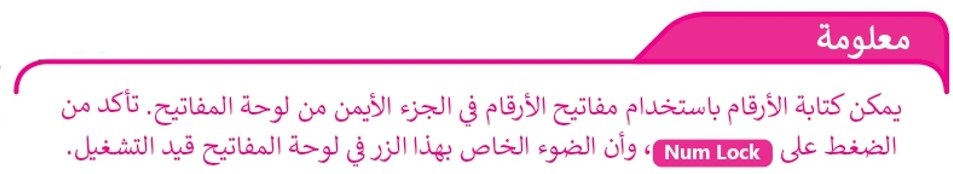 معلومة
يمكن كتابة الأرقام باستخدام مفاتيح الأرقام في الجزء الأيمن من لوحة المفاتيح. تأكد من
الضغط على Num Lock، وأن الضوء الخاص بهذا الزر في لوحة المفاتيح قيد التشغيل.